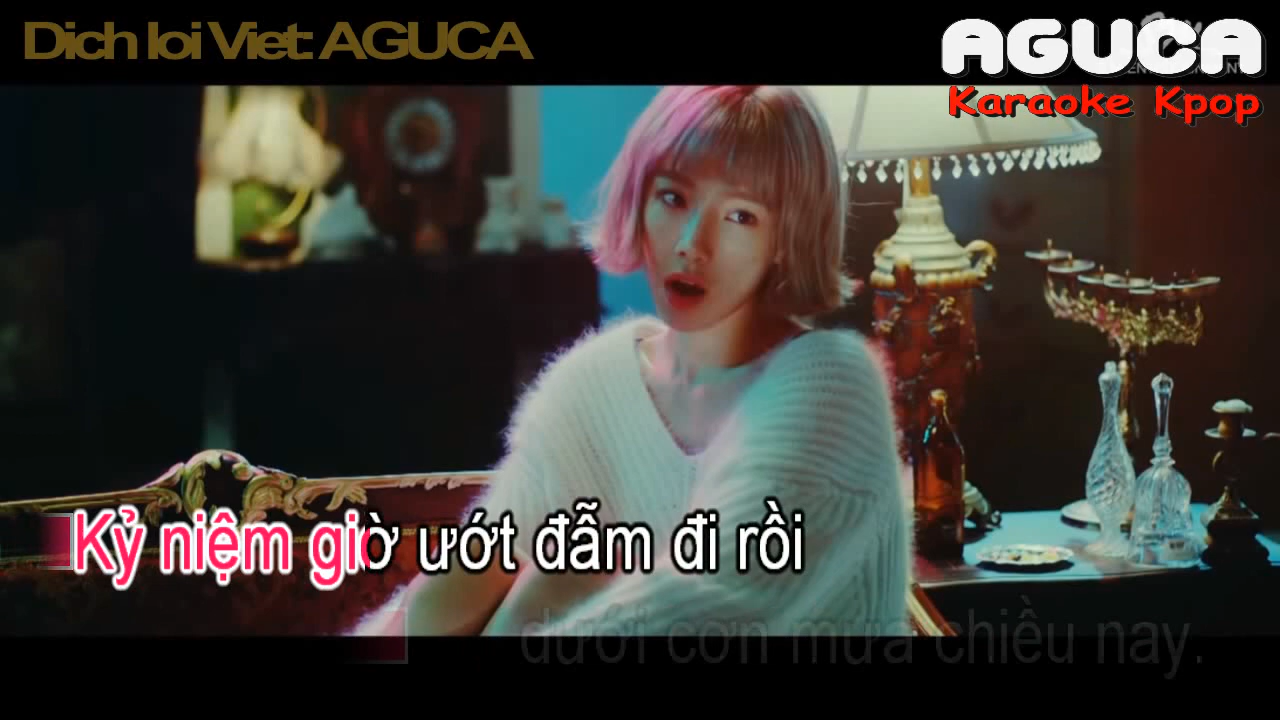 Dich loi Viet: AGUCA
AGUCA
Karaoke Kpop
Kỷ niệm giờ ướt đẫm đi rồi
dưới cơn mưa chiều nay.